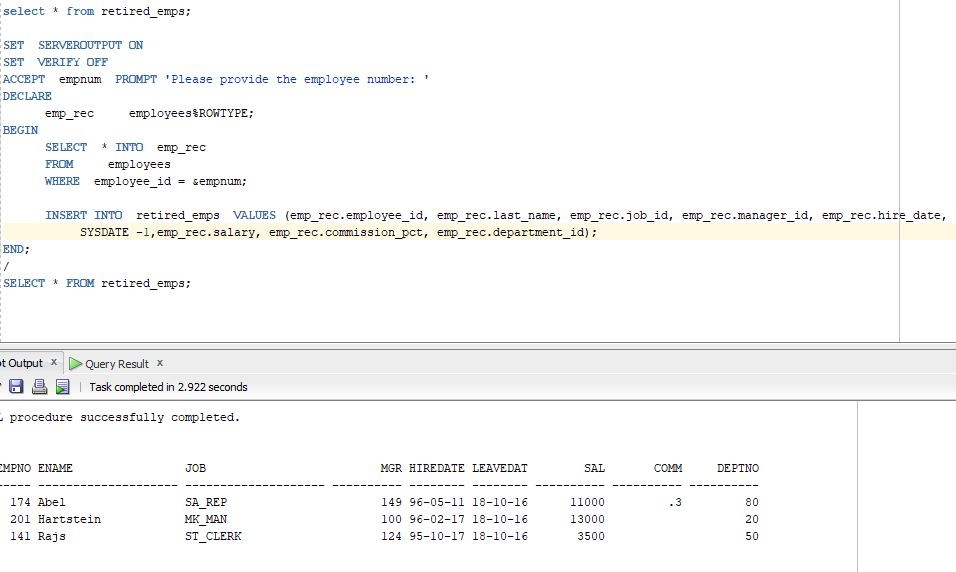 select * from retired_emps;
SET SERVEROUTPUT ON
SET VERIFY OFF
ACCEPT empnum PROMPT 'Please provide the employee number: '
DECLARE
emp_rec employees%ROWTYPE;
BEGIN
SELECT * INTO emp_rec
FROM employees
WHERE employee_id = &empnum;
INSERT INTO retired_emps VALUES (emp_rec.employee_id, emp_rec.last_name, emp_rec.job_id, emp_rec.manager_id, emp_rec.hire_date,
SYSDATE -1,emp_rec.salary, emp_rec.commission_pct, emp_rec.department_id);
END;
/
SELECT * FROM retired_emps;
ot Output x Query Result x
Task completed in 2.922 seconds
L procedure successfully completed.
EMPNO ENAME JOB MGR HIREDATE LEAVEDAT SAL COMM DEPTNO
----- -------------------- ------------------------ ---------- -------- -------- ---------- ---------- ----------
174 Abel SA_REP 149 96-05-11 18-10-16 11000 .3 80
201 Hartstein MK_MAN 100 96-02-17 18-10-16 13000 20
141 Rajs ST_CLERK 124 95-10-17 18-10-16 3500 50